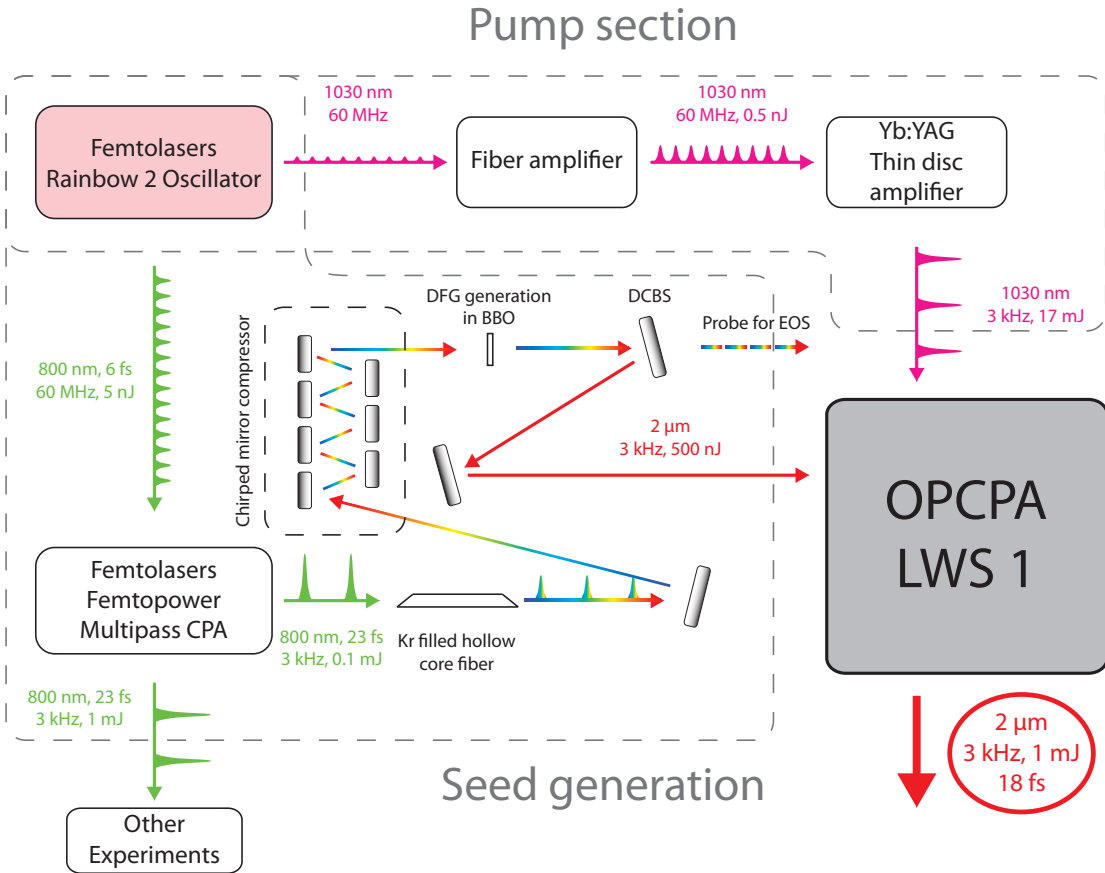 Pump section
Femtolasers
Rainbow 2 Oscillator
1030 nm
60 MHz
Fiber amplifier
1030 nm
60 MHz, 0.5 nJ
Yb:YAG
Thin disc
amplifier
1030 nm
3 kHz, 17 mJ
800 nm, 6 fs
60 MHz, 5 nJ
Chirped mirror compressor
DFG generation
in BBO
DCBS
Probe for EOS
2 µm
3 kHz, 500 nJ
OPCPA
LWS 1
Femtolasers
Femtopower
Multipass CPA
800 nm, 23 fs
3 kHz, 0.1 mJ
Kr filled hollow
core fiber
800 nm, 23 fs
3 kHz, 1 mJ
2 µm
3 kHz, 1 mJ
18 fs
Seed generation
Other
Experiments